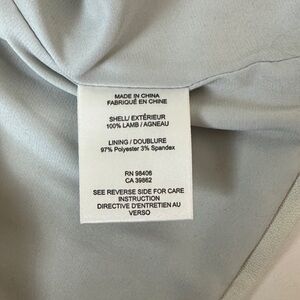 MADE IN CHINA
FABRIQUÉ EN CHINE
SHELL/ EXTÉRIEUR
100% LAMB / AGNEAU
LINING / DOUBLURE
97% Polyester 3% Spandex
RN 98406
CA 39862
SEE REVERSE SIDE FOR CARE
INSTRUCTION
DIRECTIVE D'ENTRETIEN AU
VERSO